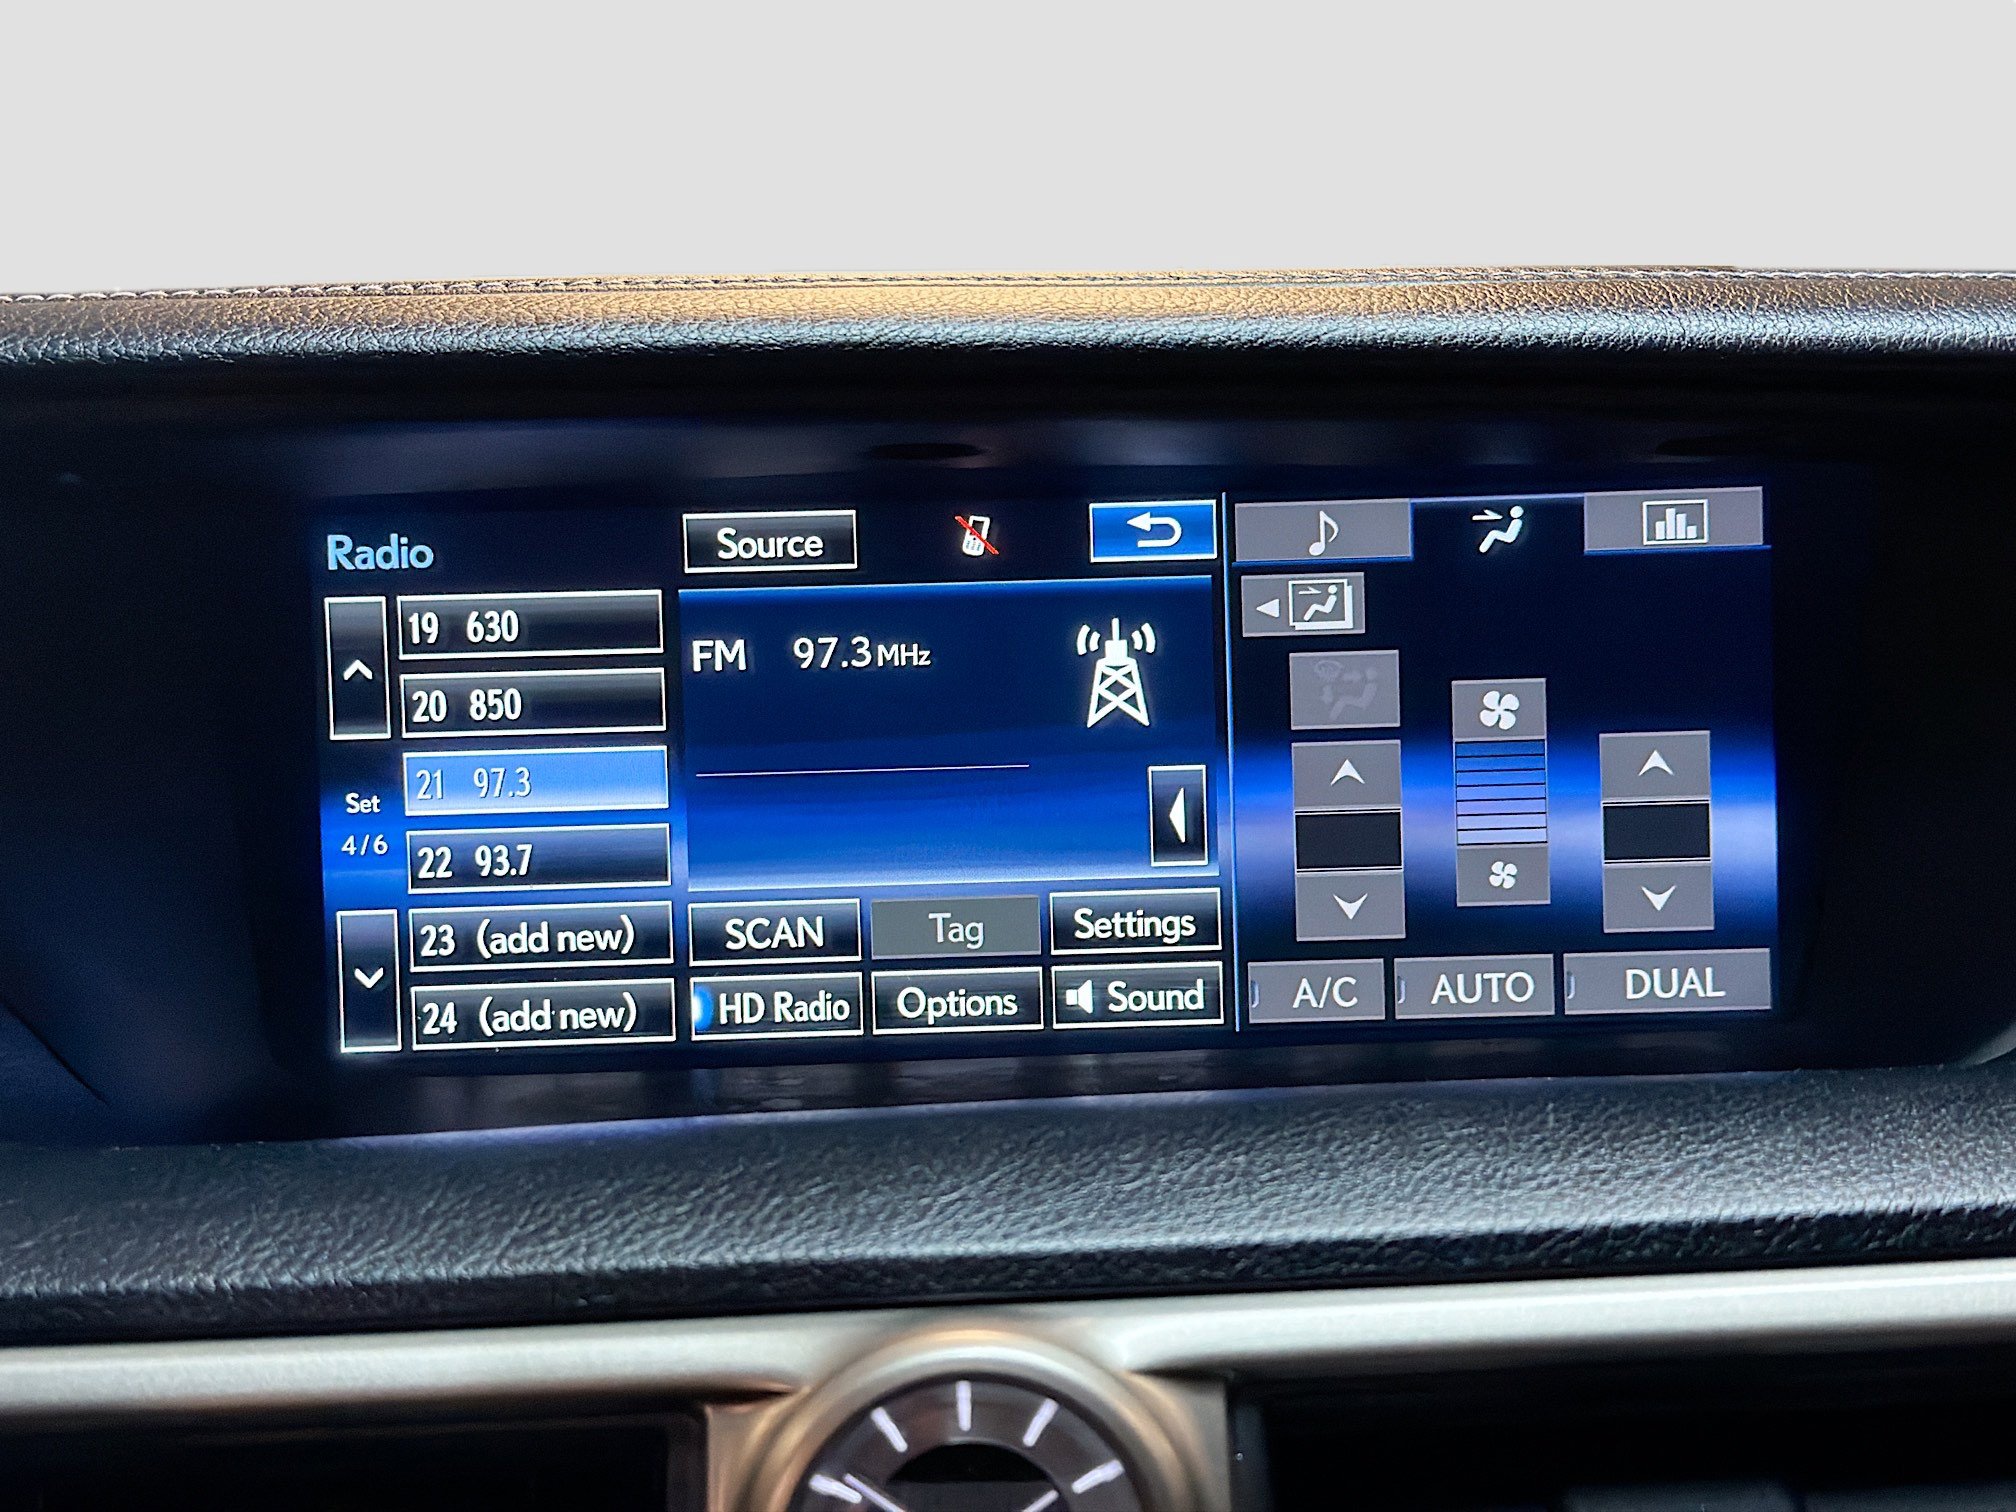 Radio
Source
19 630
20 850
21 97.3
22 93.7
23 (add new)
24 (add new)
Set
4/6
FM 97.3 MHz
SCAN
Tag
Settings
HD Radio
Options
Sound
A/C
AUTO
DUAL